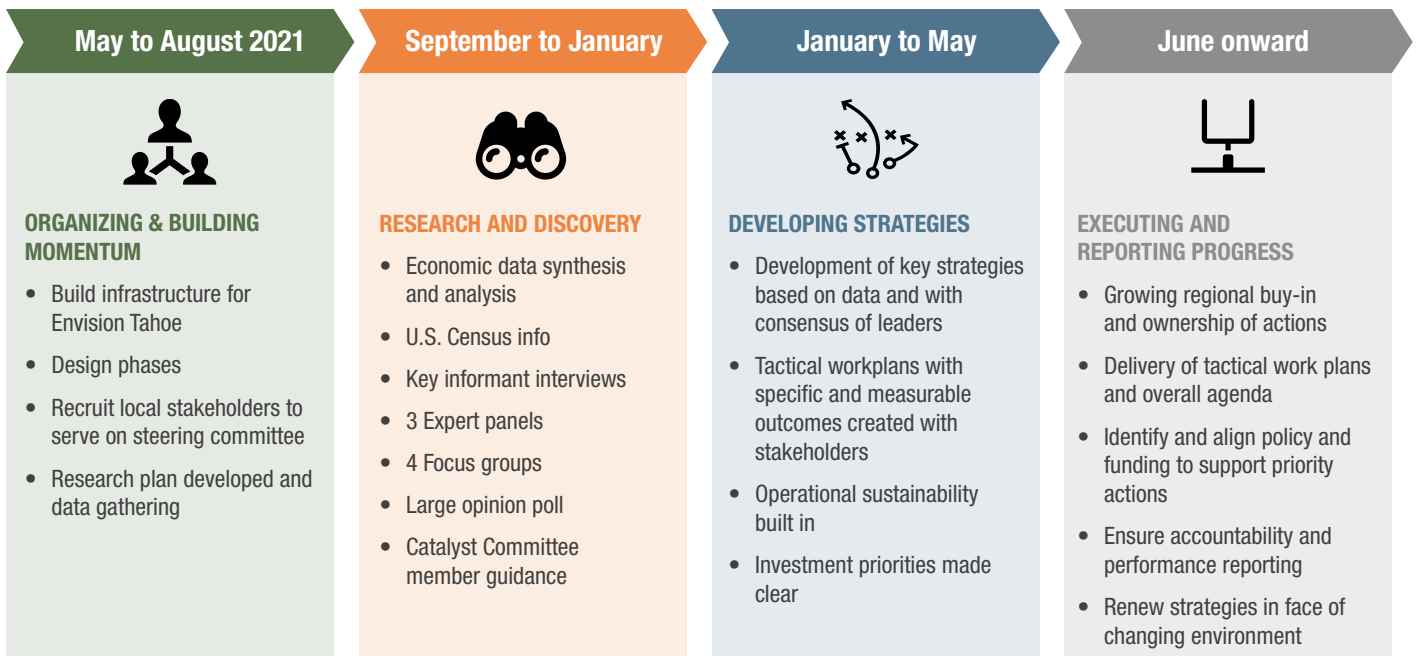 May to August 2021
ORGANIZING & BUILDING
MOMENTUM
• Build infrastructure for
Envision Tahoe
• Design phases
• Recruit local stakeholders to
serve on steering committee
• Research plan developed and
data gathering
September to January
RESEARCH AND DISCOVERY
• Economic data synthesis
and analysis
• U.S. Census info
• Key informant interviews
• 3 Expert panels
• 4 Focus groups
• Large opinion poll
• Catalyst Committee
member guidance
January to May
DEVELOPING STRATEGIES
• Development of key strategies
based on data and with
consensus of leaders
• Tactical workplans with
specific and measurable
outcomes created with
stakeholders
• Operational sustainability
built in
• Investment priorities made
clear
June onward
EXECUTING AND
REPORTING PROGRESS
• Growing regional buy-in
and ownership of actions
• Delivery of tactical work plans
and overall agenda
• Identify and align policy and
funding to support priority
actions
• Ensure accountability and
performance reporting
• Renew strategies in face of
changing environment